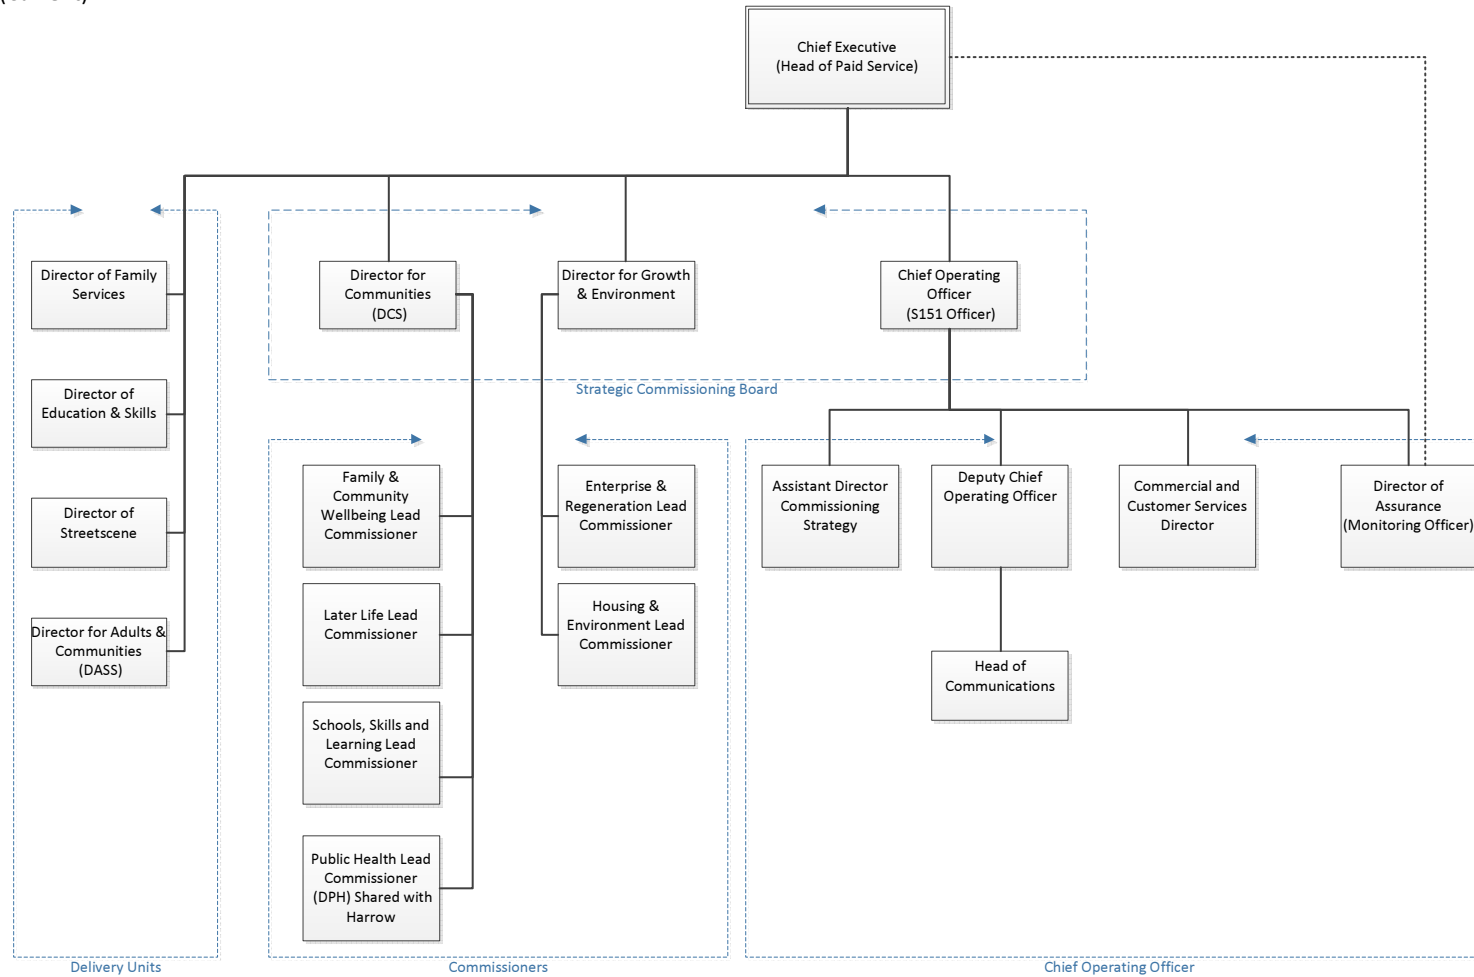 Chief Executive
(Head of Paid Service)
Director of Family
Services
Director of
Education & Skills
Director of
Streetscene
Director for Adults &
Communities
(DASS)
Delivery Units
Director for
Communities
(DCS)
Director for Growth
& Environment
Chief Operating
Officer
(S151 Officer)
Strategic Commissioning Board
Family &
Community
Wellbeing Lead
Commissioner
Later Life Lead
Commissioner
Schools, Skills and
Learning Lead
Commissioner
Public Health Lead
Commissioner
(DPH) Shared with
Harrow
Enterprise &
Regeneration Lead
Commissioner
Housing &
Environment Lead
Commissioner
Commissioners
Assistant Director
Commissioning
Strategy
Deputy Chief
Operating Officer
Commercial and
Customer Services
Director
Director of
Assurance
(Monitoring Officer)
Head of
Communications
Chief Operating Officer